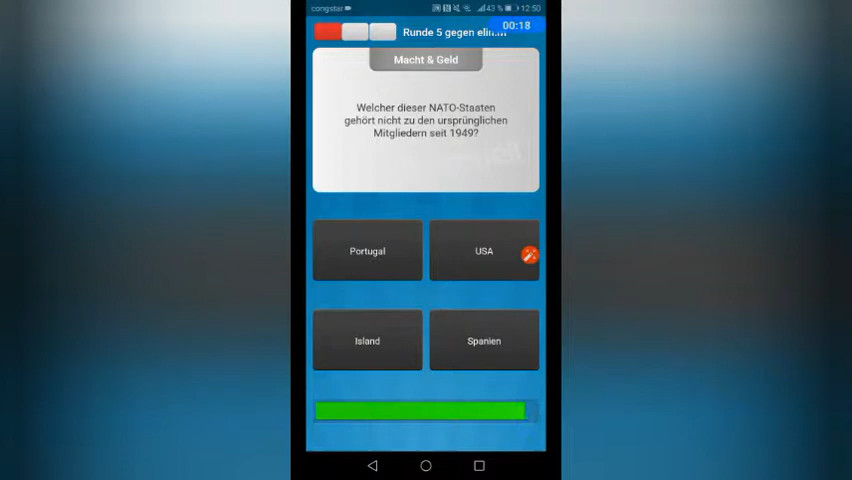 congstar
43 % 12:50
Runde 5 gegen elin.m
00:18
Macht & Geld
Welcher dieser NATO-Staaten
gehört nicht zu den ursprünglichen
Mitgliedern seit 1949?
Portugal
USA
Island
Spanien